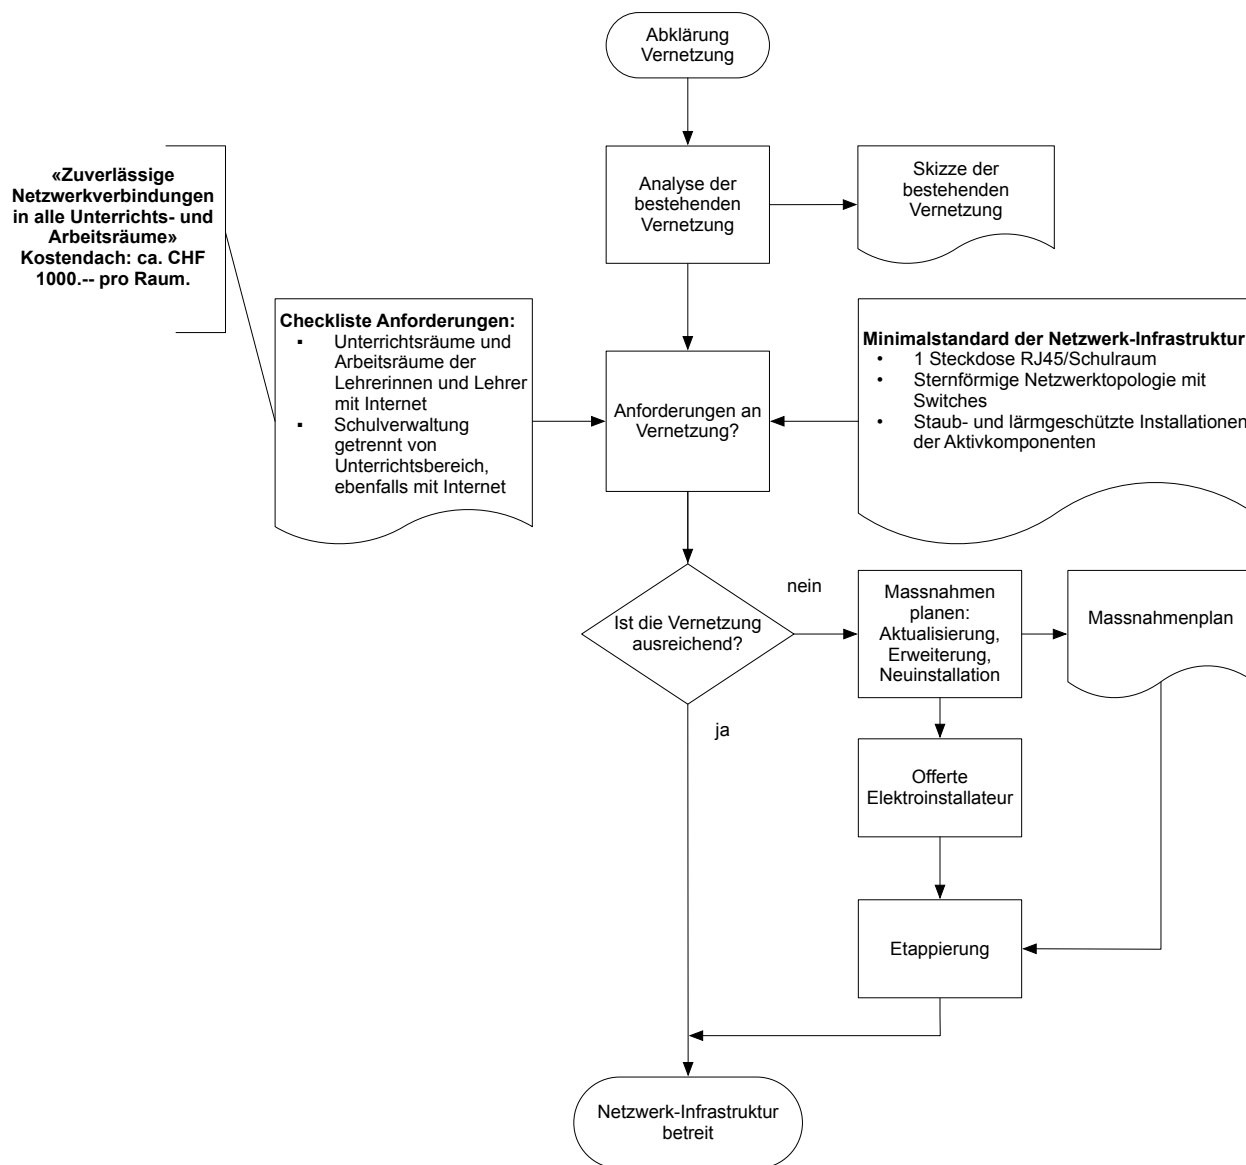 Abklärung
Vernetzung
«Zuverlässige
Netzwerkverbindungen
in alle Unterrichts- und
Arbeitsräume»
Kostendach: ca. CHF
1000.-- pro Raum.
Analyse der
bestehenden
Vernetzung
Skizze der
bestehenden
Vernetzung
Checkliste Anforderungen:
▪ Unterrichtsräume und
Arbeitsräume der
Lehrerinnen und Lehrer
mit Internet
▪ Schulverwaltung
getrennt von
Unterrichtsbereich,
ebenfalls mit Internet
Anforderungen an
Vernetzung?
Minimalstandard der Netzwerk-Infrastruktur
• 1 Steckdose RJ45/Schulraum
• Sternförmige Netzwerktopologie mit
Switches
• Staub- und lärmgeschützte Installationen
der Aktivkomponenten
Ist die Vernetzung
ausreichend?
nein
ja
Massnahmen
planen:
Aktualisierung,
Erweiterung,
Neuinstallation
Massnahmenplan
Offerte
Elektroinstallateur
Etappierung
Netzwerk-Infrastruktur
betreit